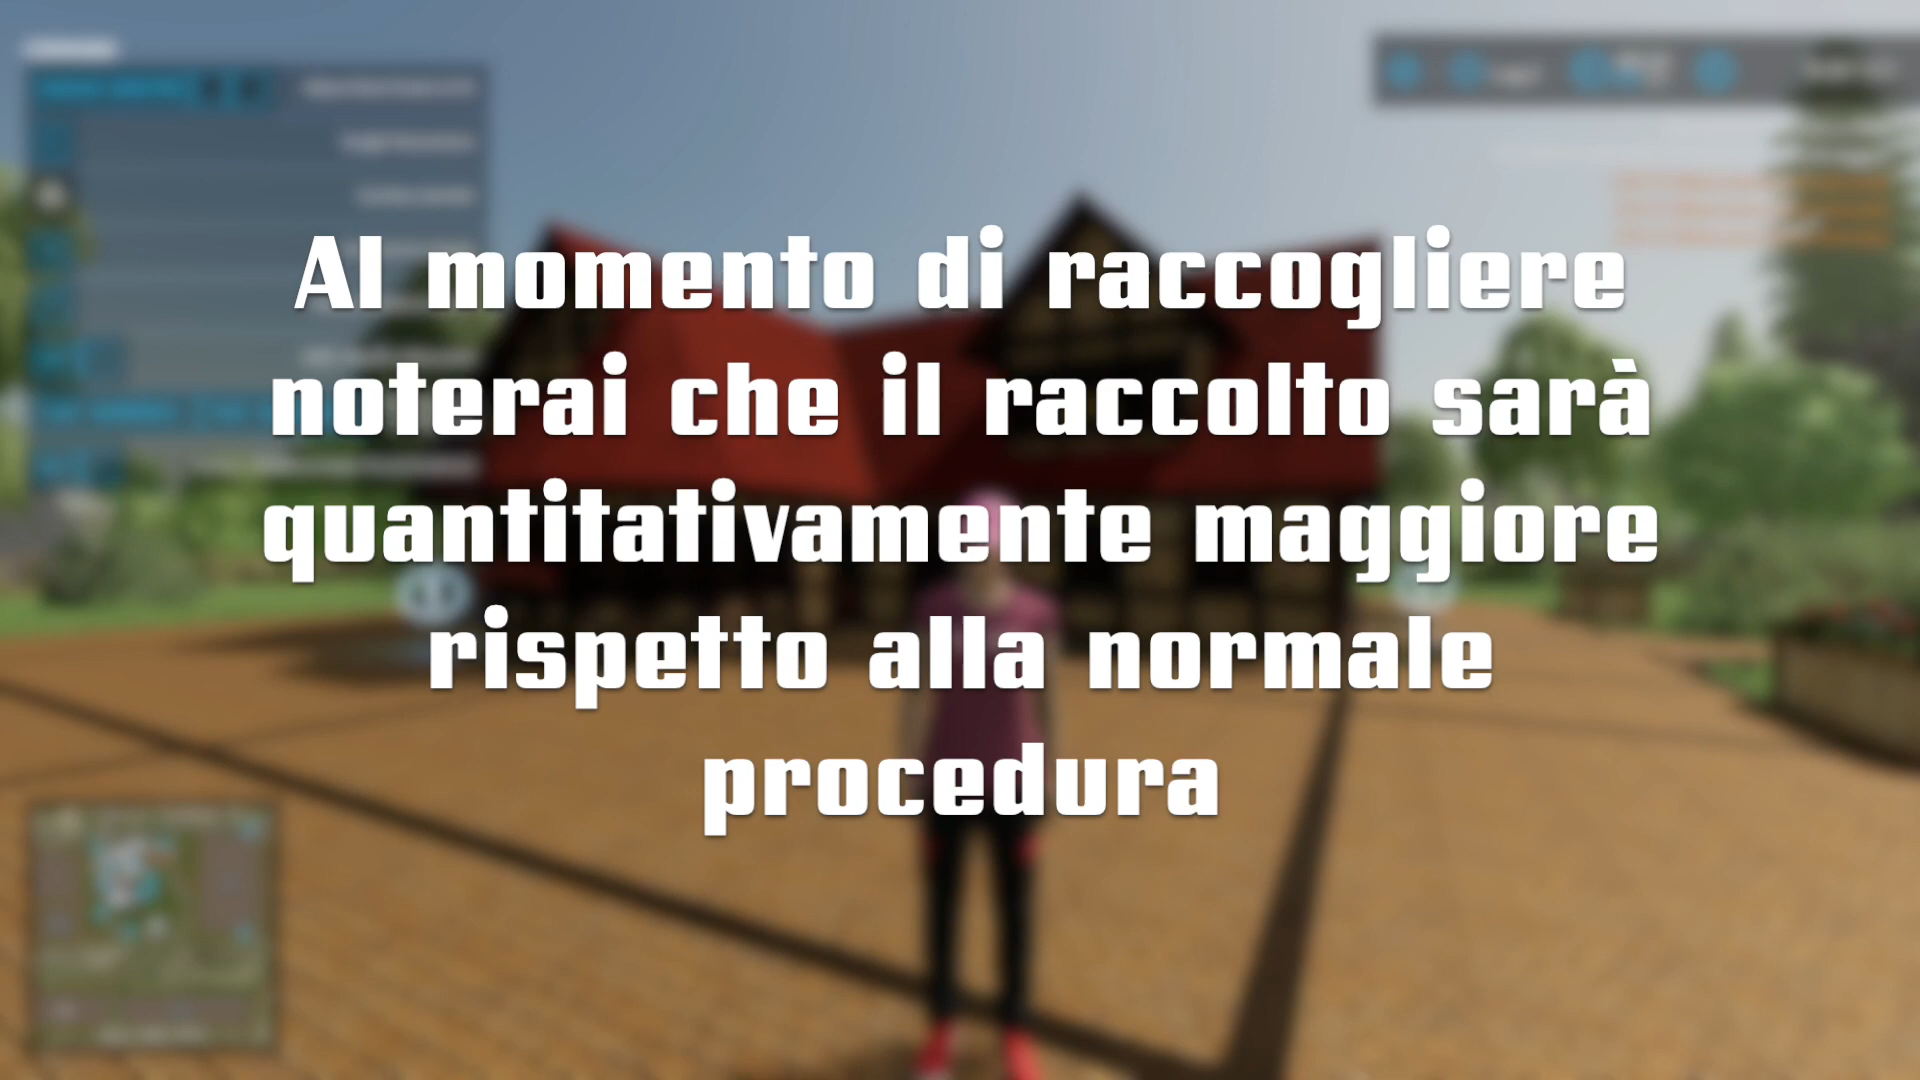 Al momento di raccogliere
noterai che il raccolto sarà
quantitativamente maggiore
rispetto alla normale
procedura